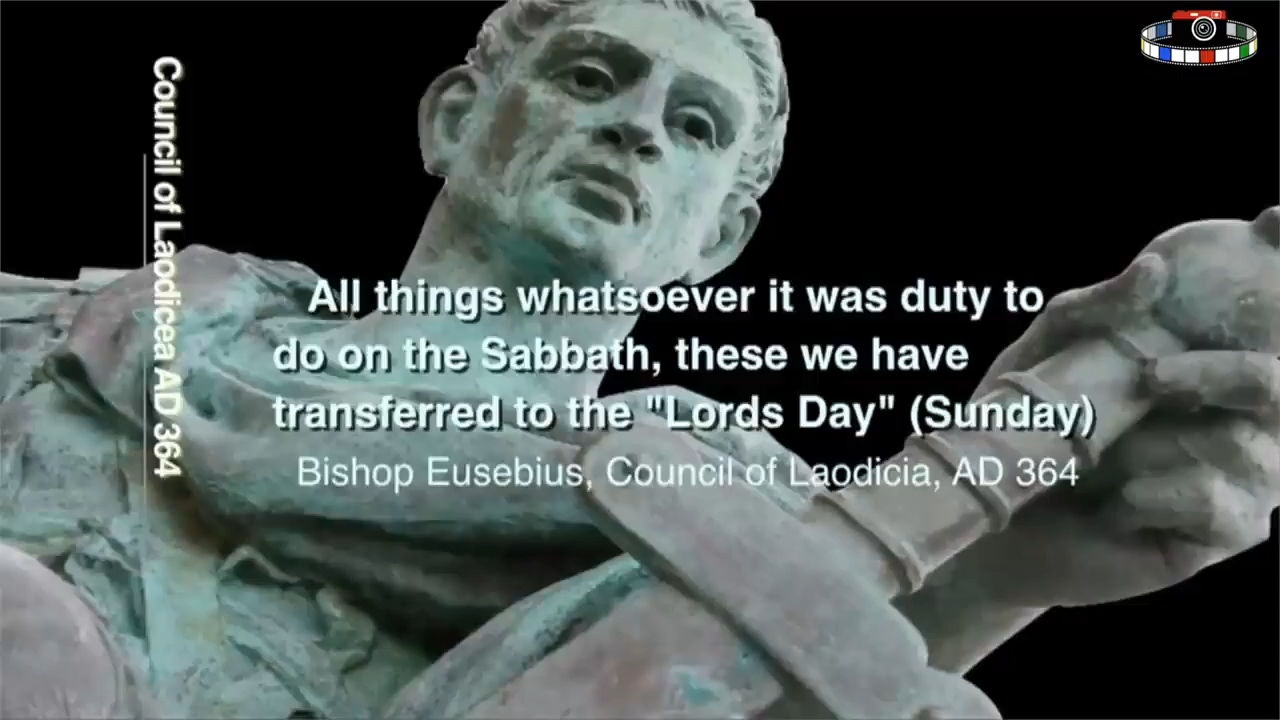 Council of Laodicea AD 364
All things whatsoever it was duty to
do on the Sabbath, these we have
transferred to the "Lords Day" (Sunday)
Bishop Eusebius, Council of Laodicia, AD 364